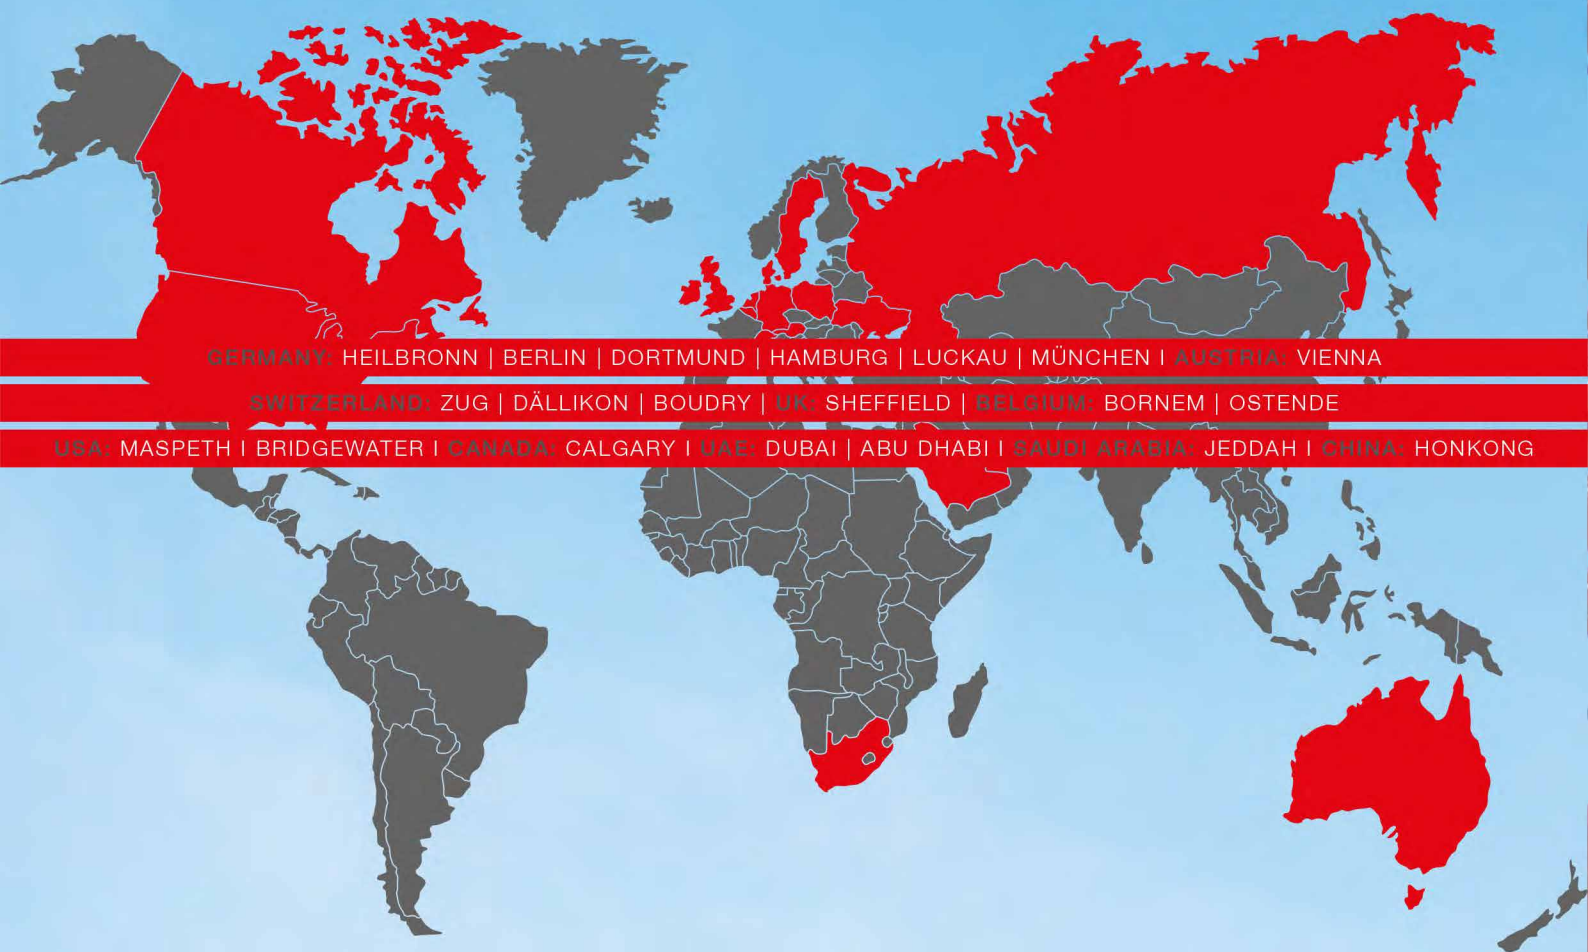 GERMANY: HEILBRONN | BERLIN | DORTMUND | HAMBURG | LUCKAU | MÜNCHEN I AUSTRIA: VIENNA
SWITZERLAND: ZUG | DÄLLIKON | BOUDRY | UK: SHEFFIELD | BELGIUM: BORNEM | OSTENDE
USA: MASPETH I BRIDGEWATER I CANADA: CALGARY I UAE: DUBAI | ABU DHABI I SAUDI ARABIA: JEDDAH I CHINA: HONKONG